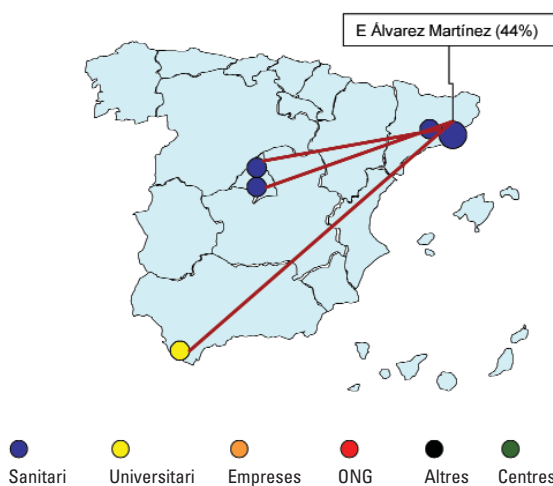 E Álvarez Martínez (44%)
Sanitari Universitari Empreses ONG Altres Centres